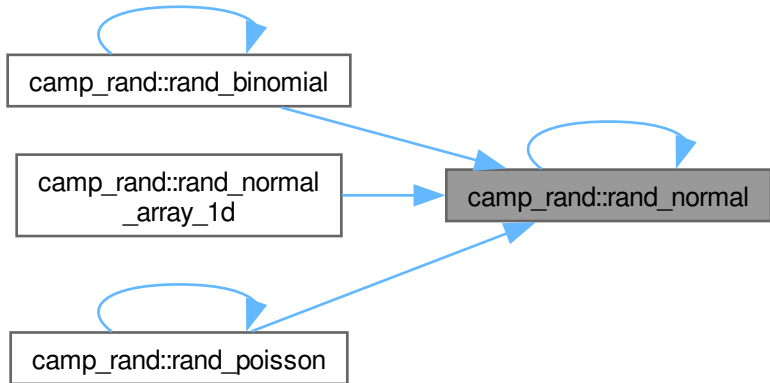 camp_rand::rand_binomial
camp_rand::rand_normal
_array_1d
camp_rand::rand_normal
camp_rand::rand_poisson